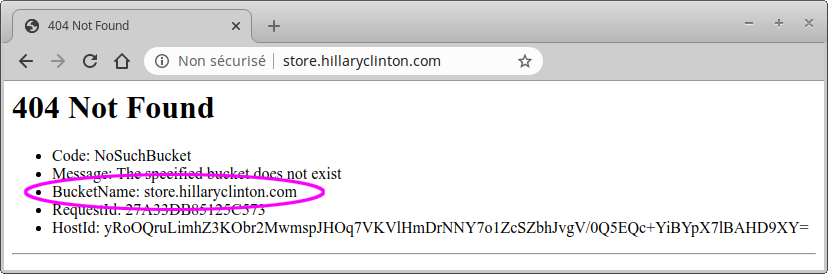 404 Not Found
Non sécurisé store.hillaryclinton.com
404 Not Found
Code: NoSuchBucket
Message: The specified bucket does not exist
BucketName: store.hillaryclinton.com
RequestId: 27A33DB85125C573
HostId: yRoOQruLimhZ3KObr2MwmspJHOq7VKVlHmDrNNY7o1ZcSZbhJvgV/0Q5EQc+YiBYpX7lBAHD9XY=